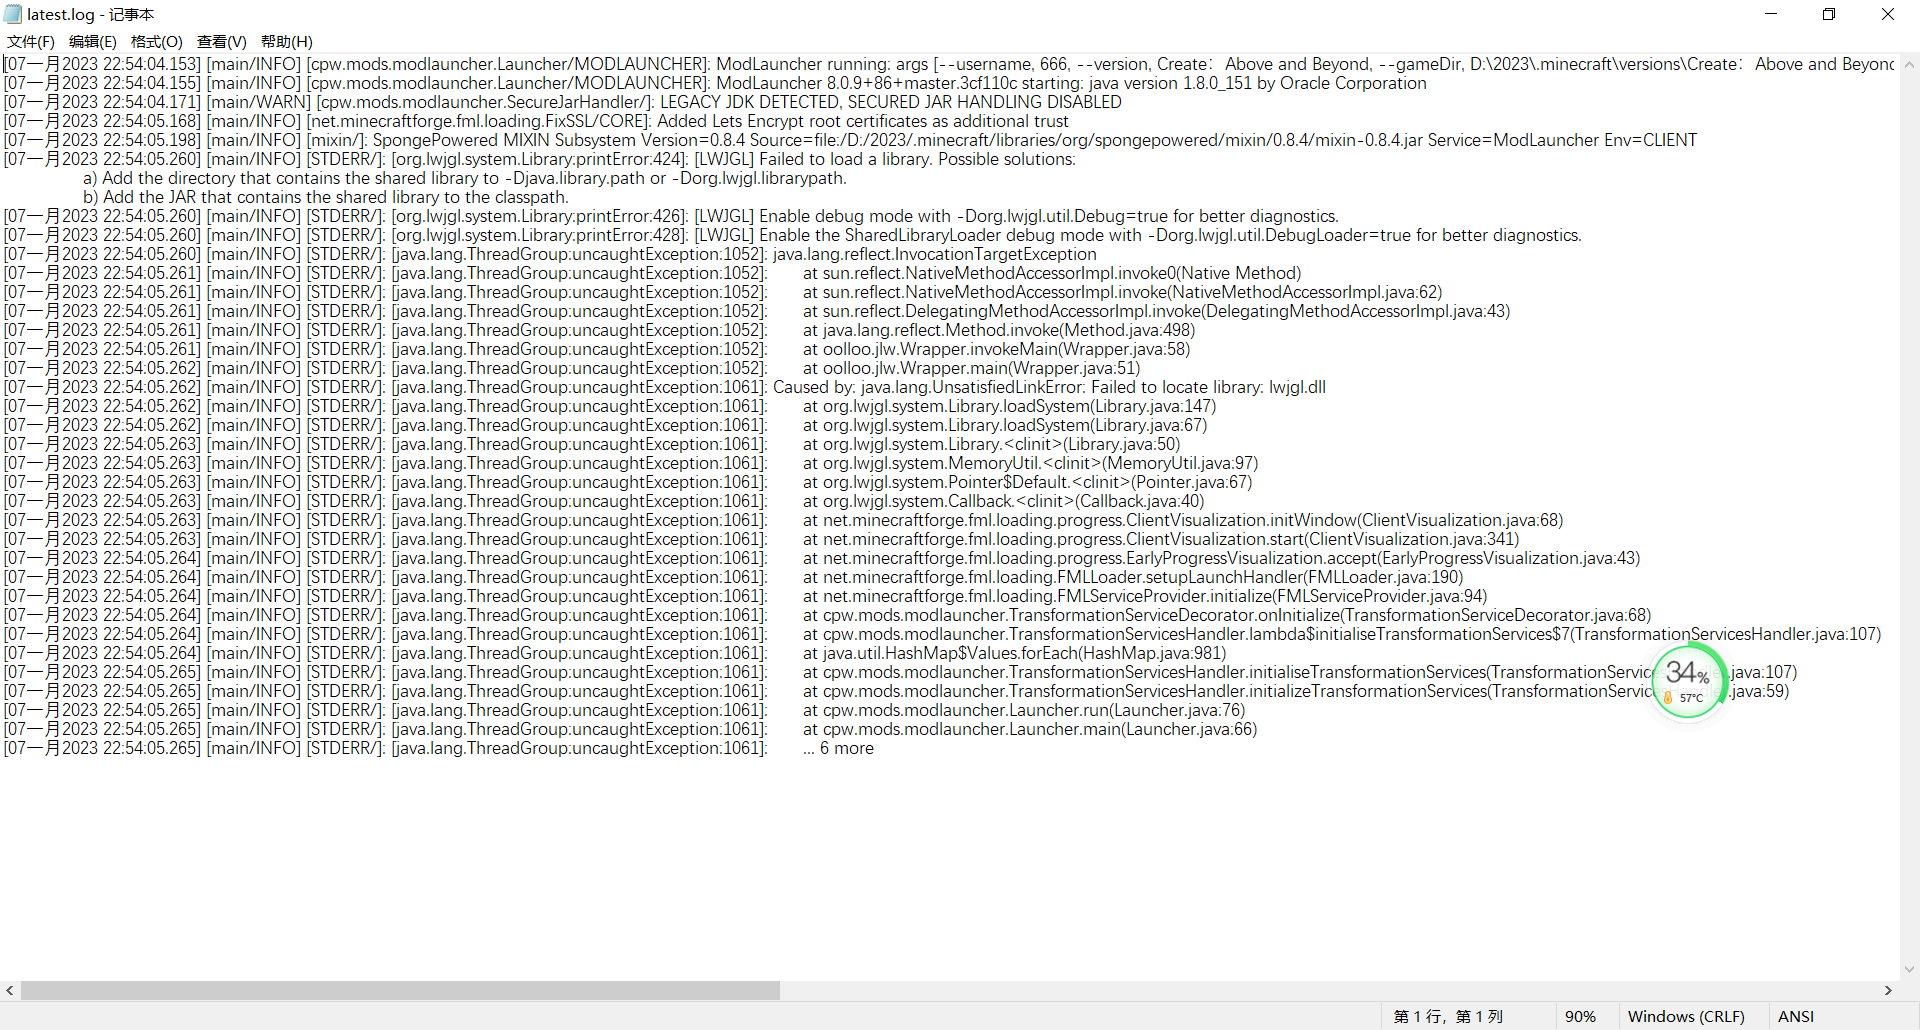 latest.log - 记事本
文件(F) 编辑(E) 格式(O) 查看(V) 帮助(H)
[07一月2023 22:54:04.153] [main/INFO] [cpw.mods.modlauncher.Launcher/MODLAUNCHER]: ModLauncher running: args [--username, 666, --version, Create： Above and Beyond, --gameDir, D:\2023\.minecraft\versions\Create： Above and Beyond
[07一月2023 22:54:04.155] [main/INFO] [cpw.mods.modlauncher.Launcher/MODLAUNCHER]: ModLauncher 8.0.9+86+master.3cf110c starting: java version 1.8.0_151 by Oracle Corporation
[07一月2023 22:54:04.171] [main/WARN] [cpw.mods.modlauncher.SecureJarHandler/]: LEGACY JDK DETECTED, SECURED JAR HANDLING DISABLED
[07一月2023 22:54:05.168] [main/INFO] [net.minecraftforge.fml.loading.FixSSL/CORE]: Added Lets Encrypt root certificates as additional trust
[07一月2023 22:54:05.198] [main/INFO] [mixin/]: SpongePowered MIXIN Subsystem Version=0.8.4 Source=file:/D:/2023/.minecraft/libraries/org/spongepowered/mixin/0.8.4/mixin-0.8.4.jar Service=ModLauncher Env=CLIENT
[07一月2023 22:54:05.260] [main/INFO] [STDERR/]: [org.lwjgl.system.Library:printError:424]: [LWJGL] Failed to load a library. Possible solutions:
a) Add the directory that contains the shared library to -Djava.library.path or -Dorg.lwjgl.librarypath.
b) Add the JAR that contains the shared library to the classpath.
[07一月2023 22:54:05.260] [main/INFO] [STDERR/]: [org.lwjgl.system.Library:printError:426]: [LWJGL] Enable debug mode with -Dorg.lwjgl.util.Debug=true for better diagnostics.
[07一月2023 22:54:05.260] [main/INFO] [STDERR/]: [org.lwjgl.system.Library:printError:428]: [LWJGL] Enable the SharedLibraryLoader debug mode with -Dorg.lwjgl.util.DebugLoader=true for better diagnostics.
[07一月2023 22:54:05.260] [main/INFO] [STDERR/]: [java.lang.ThreadGroup:uncaughtException:1052]: java.lang.reflect.InvocationTargetException
[07一月2023 22:54:05.261] [main/INFO] [STDERR/]: [java.lang.ThreadGroup:uncaughtException:1052]: at sun.reflect.NativeMethodAccessorImpl.invoke0(Native Method)
[07一月2023 22:54:05.261] [main/INFO] [STDERR/]: [java.lang.ThreadGroup:uncaughtException:1052]: at sun.reflect.NativeMethodAccessorImpl.invoke(NativeMethodAccessorImpl.java:62)
[07一月2023 22:54:05.261] [main/INFO] [STDERR/]: [java.lang.ThreadGroup:uncaughtException:1052]: at sun.reflect.DelegatingMethodAccessorImpl.invoke(DelegatingMethodAccessorImpl.java:43)
[07一月2023 22:54:05.261] [main/INFO] [STDERR/]: [java.lang.ThreadGroup:uncaughtException:1052]: at java.lang.reflect.Method.invoke(Method.java:498)
[07一月2023 22:54:05.261] [main/INFO] [STDERR/]: [java.lang.ThreadGroup:uncaughtException:1052]: at oolloo.jlw.Wrapper.invokeMain(Wrapper.java:58)
[07一月2023 22:54:05.262] [main/INFO] [STDERR/]: [java.lang.ThreadGroup:uncaughtException:1052]: at oolloo.jlw.Wrapper.main(Wrapper.java:51)
[07一月2023 22:54:05.262] [main/INFO] [STDERR/]: [java.lang.ThreadGroup:uncaughtException:1061]: Caused by: java.lang.UnsatisfiedLinkError: Failed to locate library: lwjgl.dll
[07一月2023 22:54:05.262] [main/INFO] [STDERR/]: [java.lang.ThreadGroup:uncaughtException:1061]: at org.lwjgl.system.Library.loadSystem(Library.java:147)
[07一月2023 22:54:05.262] [main/INFO] [STDERR/]: [java.lang.ThreadGroup:uncaughtException:1061]: at org.lwjgl.system.Library.loadSystem(Library.java:67)
[07一月2023 22:54:05.263] [main/INFO] [STDERR/]: [java.lang.ThreadGroup:uncaughtException:1061]: at org.lwjgl.system.Library.<clinit>(Library.java:50)
[07一月2023 22:54:05.263] [main/INFO] [STDERR/]: [java.lang.ThreadGroup:uncaughtException:1061]: at org.lwjgl.system.MemoryUtil.<clinit>(MemoryUtil.java:97)
[07一月2023 22:54:05.263] [main/INFO] [STDERR/]: [java.lang.ThreadGroup:uncaughtException:1061]: at org.lwjgl.system.Pointer$Default.<clinit>(Pointer.java:67)
[07一月2023 22:54:05.263] [main/INFO] [STDERR/]: [java.lang.ThreadGroup:uncaughtException:1061]: at org.lwjgl.system.Callback.<clinit>(Callback.java:40)
[07一月2023 22:54:05.263] [main/INFO] [STDERR/]: [java.lang.ThreadGroup:uncaughtException:1061]: at net.minecraftforge.fml.loading.progress.ClientVisualization.initWindow(ClientVisualization.java:68)
[07一月2023 22:54:05.263] [main/INFO] [STDERR/]: [java.lang.ThreadGroup:uncaughtException:1061]: at net.minecraftforge.fml.loading.progress.ClientVisualization.start(ClientVisualization.java:341)
[07一月2023 22:54:05.264] [main/INFO] [STDERR/]: [java.lang.ThreadGroup:uncaughtException:1061]: at net.minecraftforge.fml.loading.progress.EarlyProgressVisualization.accept(EarlyProgressVisualization.java:43)
[07一月2023 22:54:05.264] [main/INFO] [STDERR/]: [java.lang.ThreadGroup:uncaughtException:1061]: at net.minecraftforge.fml.loading.FMLLoader.setupLaunchHandler(FMLLoader.java:190)
[07一月2023 22:54:05.264] [main/INFO] [STDERR/]: [java.lang.ThreadGroup:uncaughtException:1061]: at net.minecraftforge.fml.loading.FMLServiceProvider.initialize(FMLServiceProvider.java:94)
[07一月2023 22:54:05.264] [main/INFO] [STDERR/]: [java.lang.ThreadGroup:uncaughtException:1061]: at cpw.mods.modlauncher.TransformationServiceDecorator.onInitialize(TransformationServiceDecorator.java:68)
[07一月2023 22:54:05.264] [main/INFO] [STDERR/]: [java.lang.ThreadGroup:uncaughtException:1061]: at cpw.mods.modlauncher.TransformationServicesHandler.lambda$initialiseTransformationServices$7(TransformationServicesHandler.java:107)
[07一月2023 22:54:05.264] [main/INFO] [STDERR/]: [java.lang.ThreadGroup:uncaughtException:1061]: at java.util.HashMap$Values.forEach(HashMap.java:981)
[07一月2023 22:54:05.265] [main/INFO] [STDERR/]: [java.lang.ThreadGroup:uncaughtException:1061]: at cpw.mods.modlauncher.TransformationServicesHandler.initialiseTransformationServices(TransformationServic java:107)
[07一月2023 22:54:05.265] [main/INFO] [STDERR/]: [java.lang.ThreadGroup:uncaughtException:1061]: at cpw.mods.modlauncher.TransformationServicesHandler.initializeTransformationServices(TransformationServic java:59)
[07一月2023 22:54:05.265] [main/INFO] [STDERR/]: [java.lang.ThreadGroup:uncaughtException:1061]: at cpw.mods.modlauncher.Launcher.run(Launcher.java:76)
[07一月2023 22:54:05.265] [main/INFO] [STDERR/]: [java.lang.ThreadGroup:uncaughtException:1061]: at cpw.mods.modlauncher.Launcher.main(Launcher.java:66)
[07一月2023 22:54:05.265] [main/INFO] [STDERR/]: [java.lang.ThreadGroup:uncaughtException:1061]: ... 6 more
34%
57°C
第 1 行，第 1 列 90% Windows (CRLF) ANSI